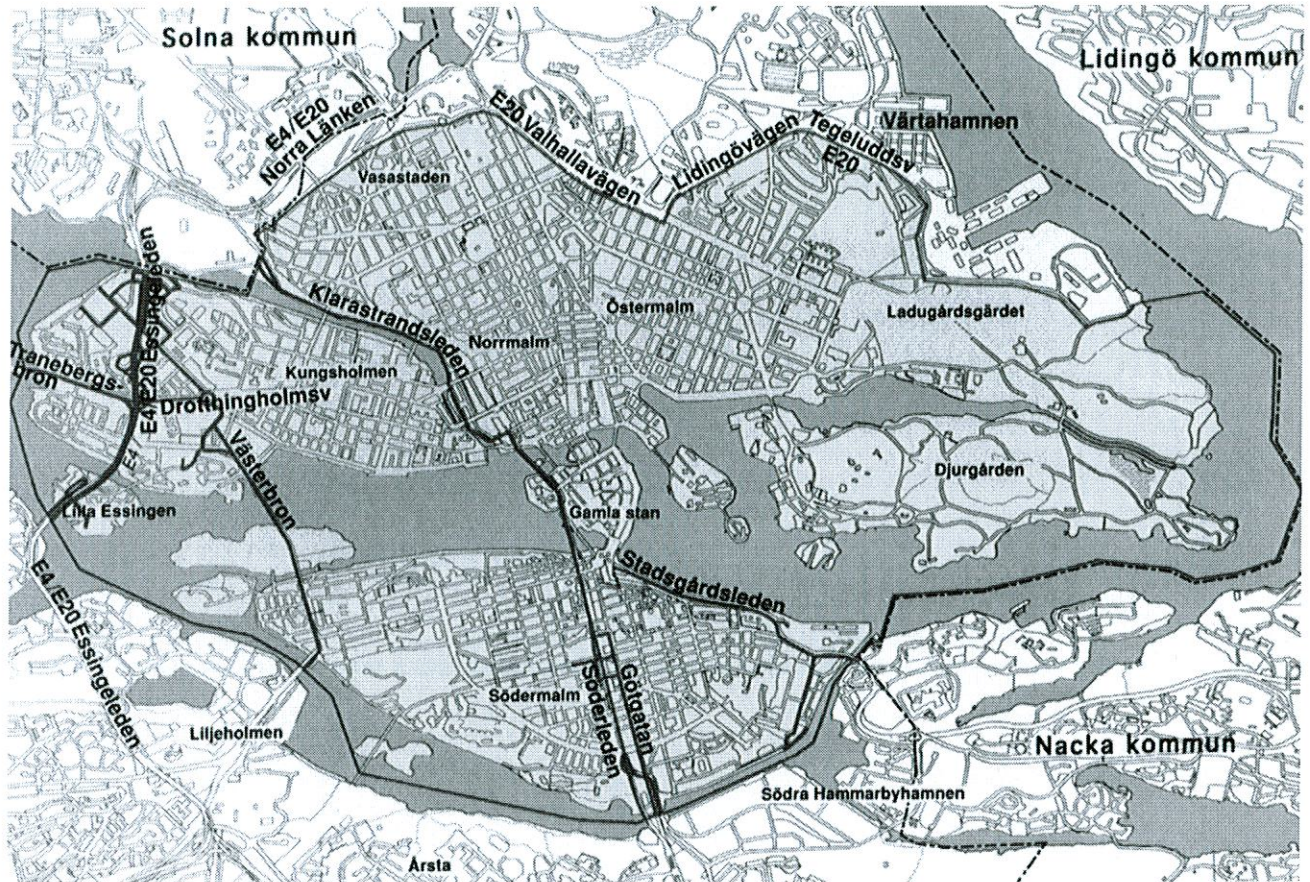 Solna kommun
Lidingö kommun
E4/E20
Norra Länken
E20 Valhallavägen
Lidingövägen
Tegeluddsv
E20
Värtahamnen
Vasastaden
E4/E20 Essingeleden
Klarastrandsleden
Östermalm
Ladugårdsgärdet
Norrmalm
Tranebergs-
bron
Kungsholmen
Drottningholmsv
E4
Västerbron
Djurgården
Lilla Essingen
Gamla stan
Stadsgårdsleden
E4/E20 Essingeleden
Södermalm
Söderleden
Götgatan
Liljeholmen
Nacka kommun
Södra Hammarbyhamnen
Årsta